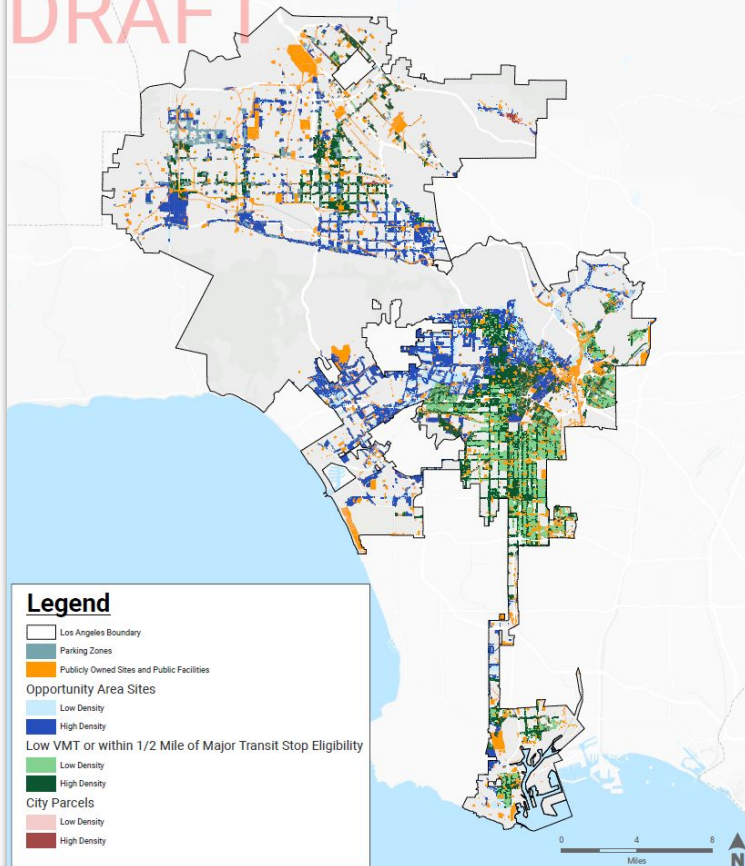 DRAFT
Legend
Los Angeles Boundary
Parking Zones
Publicly Owned Sites and Public Facilities
Opportunity Area Sites
Low Density
High Density
Low VMT or within 1/2 Mile of Major Transit Stop Eligibility
Low Density
High Density
City Parcels
Low Density
High Density
0 4 8
Miles
N